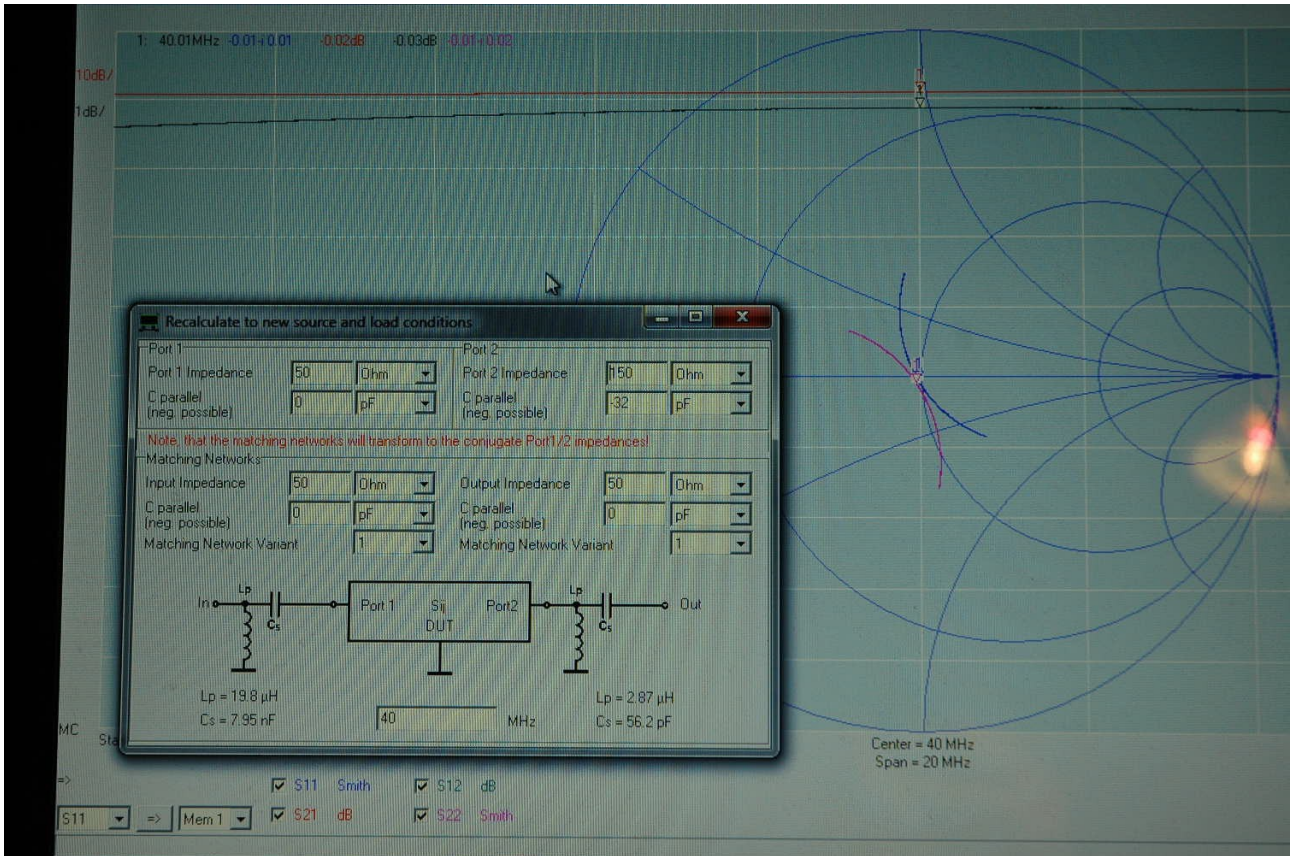 1: 40.01MHz -0.01+i 0.01 -0.02dB -0.03dB -0.01+i 0.02
10dB/
1dB/
1
1
Recalculate to new source and load conditions
Port 1
Port 2
Port 1 Impedance 50 Ohm
Port 2 Impedance 150 Ohm
C parallel
(neg. possible) 0 pF
C parallel
(neg. possible) -32 pF
Note, that the matching networks will transform to the conjugate Port1/2 impedances!
Matching Networks
Input Impedance 50 Ohm
Output Impedance 50 Ohm
C parallel
(neg. possible) 0 pF
C parallel
(neg. possible) 0 pF
Matching Network Variant 1
Matching Network Variant 1
In Lp Cs Port 1 Sij Port2 Lp Cs Out
DUT
Lp = 19.8 µH
Lp = 2.87 µH
Cs = 7.95 nF
40 MHz
Cs = 56.2 pF
MC
Sta
Center = 40 MHz
Span = 20 MHz
=>
S11 Smith
S12 dB
S11 => Mem 1
S21 dB
S22 Smith